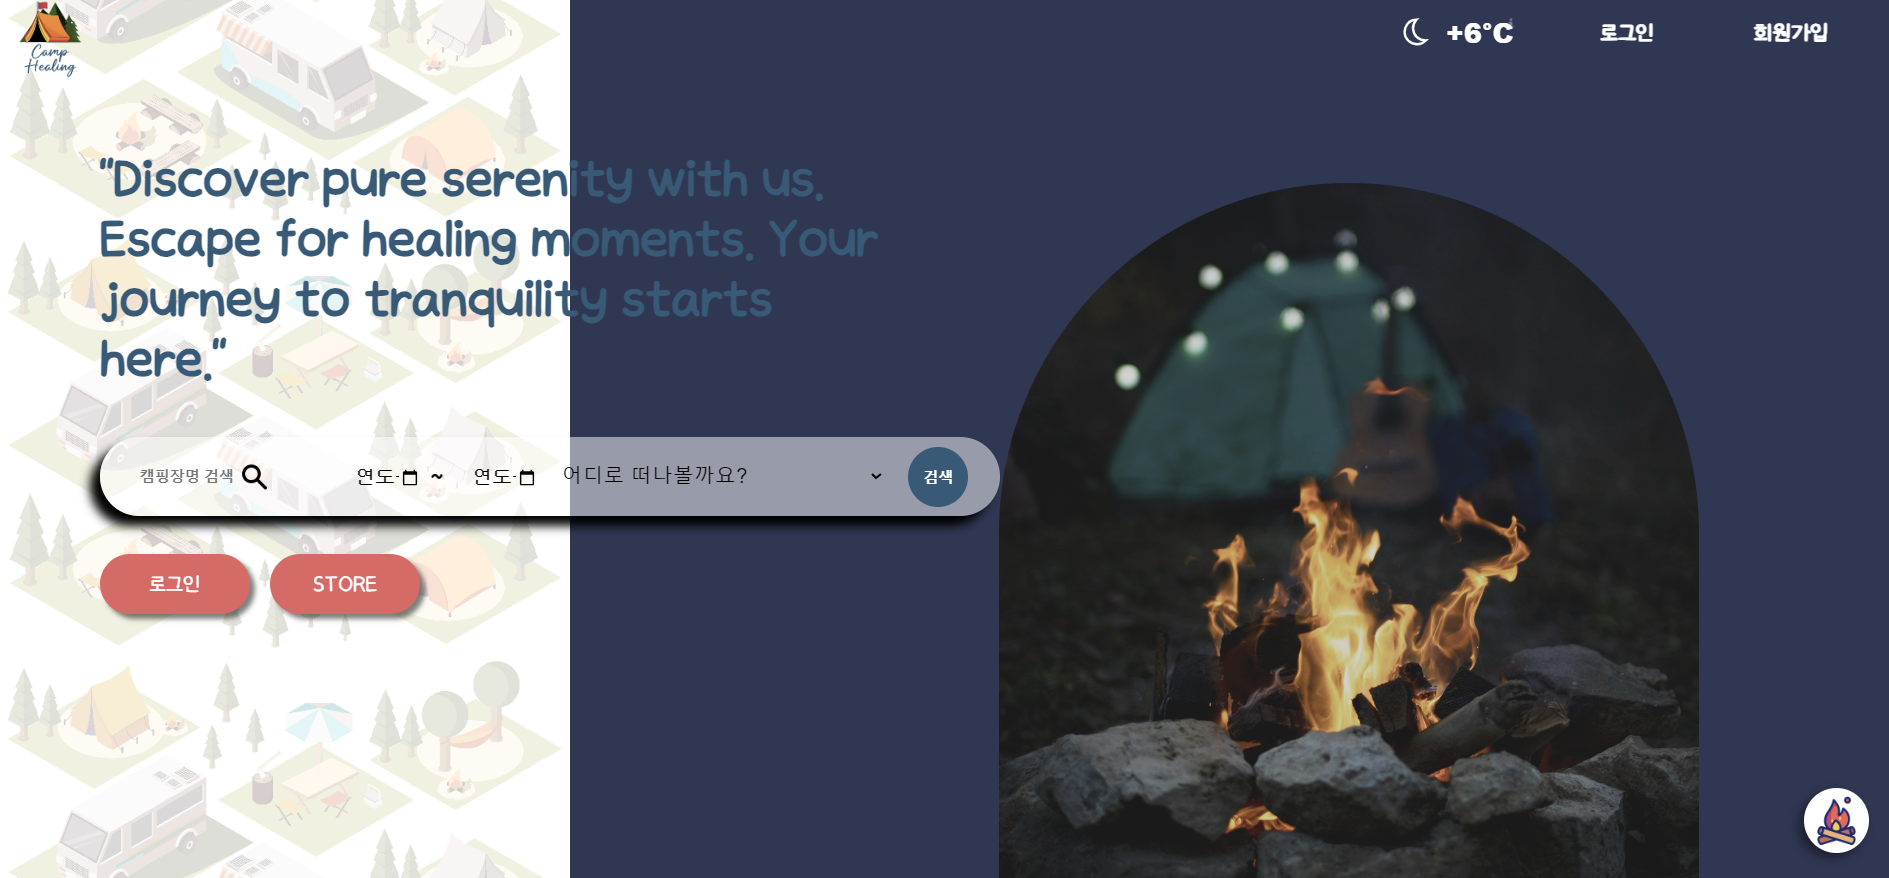 Camp
Healing
+6°C
로그인
회원가입
"Discover pure serenity with us.
Escape for healing moments. Your
journey to tranquility starts
here."
캠핑장명 검색
연도-
~
연도-
어디로 떠나볼까요?
검색
로그인
STORE